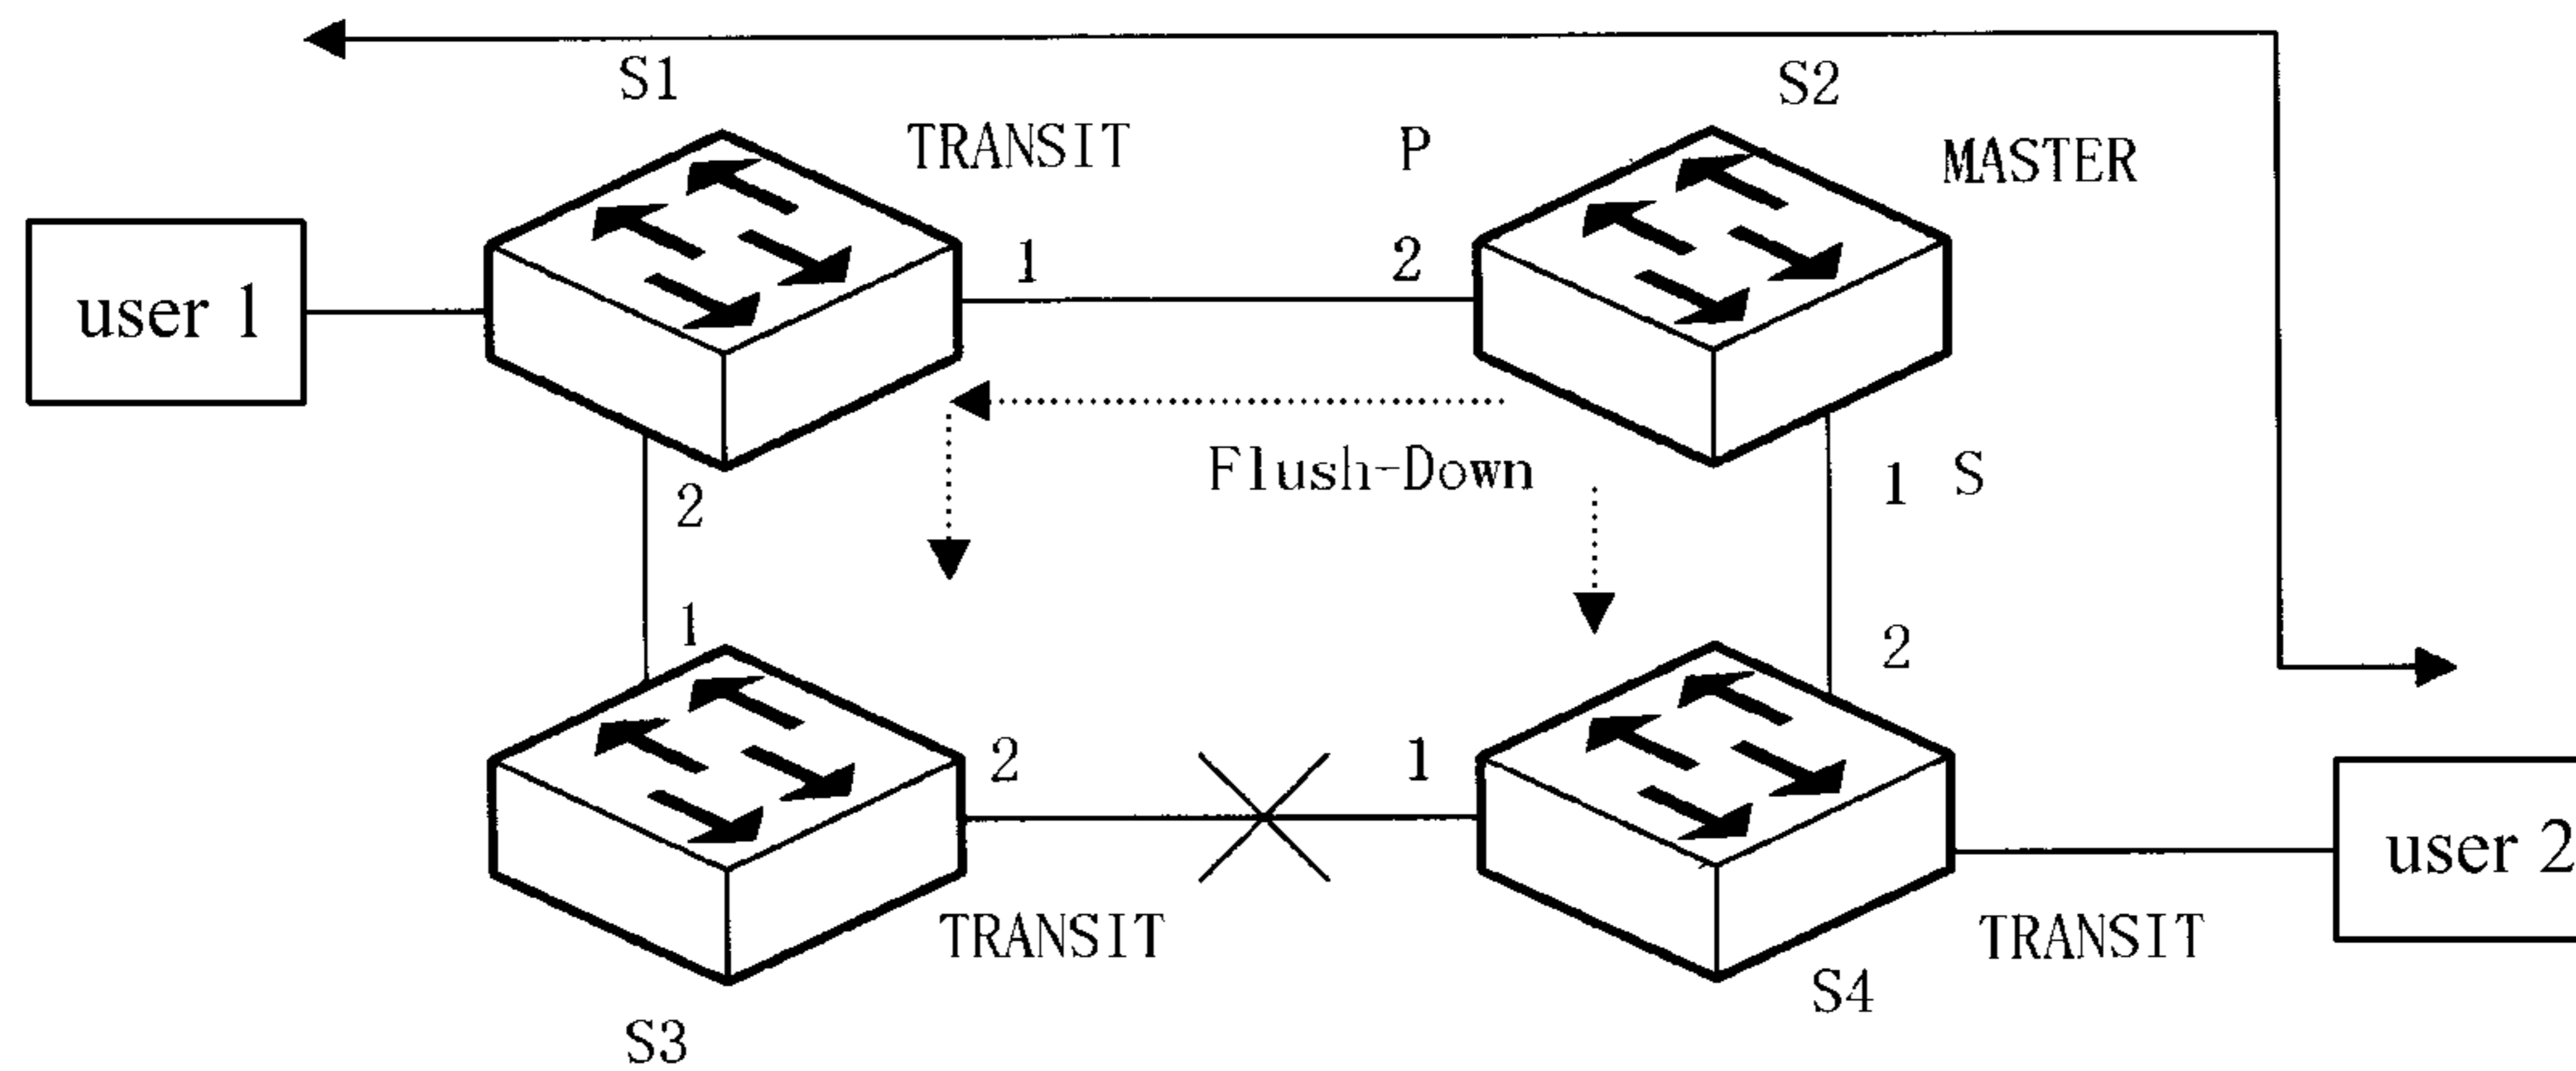 S1
S2
TRANSIT
P
MASTER
user 1
1
2
Flush-Down
2
1
S
1
2
2
1
user 2
TRANSIT
TRANSIT
S4
S3